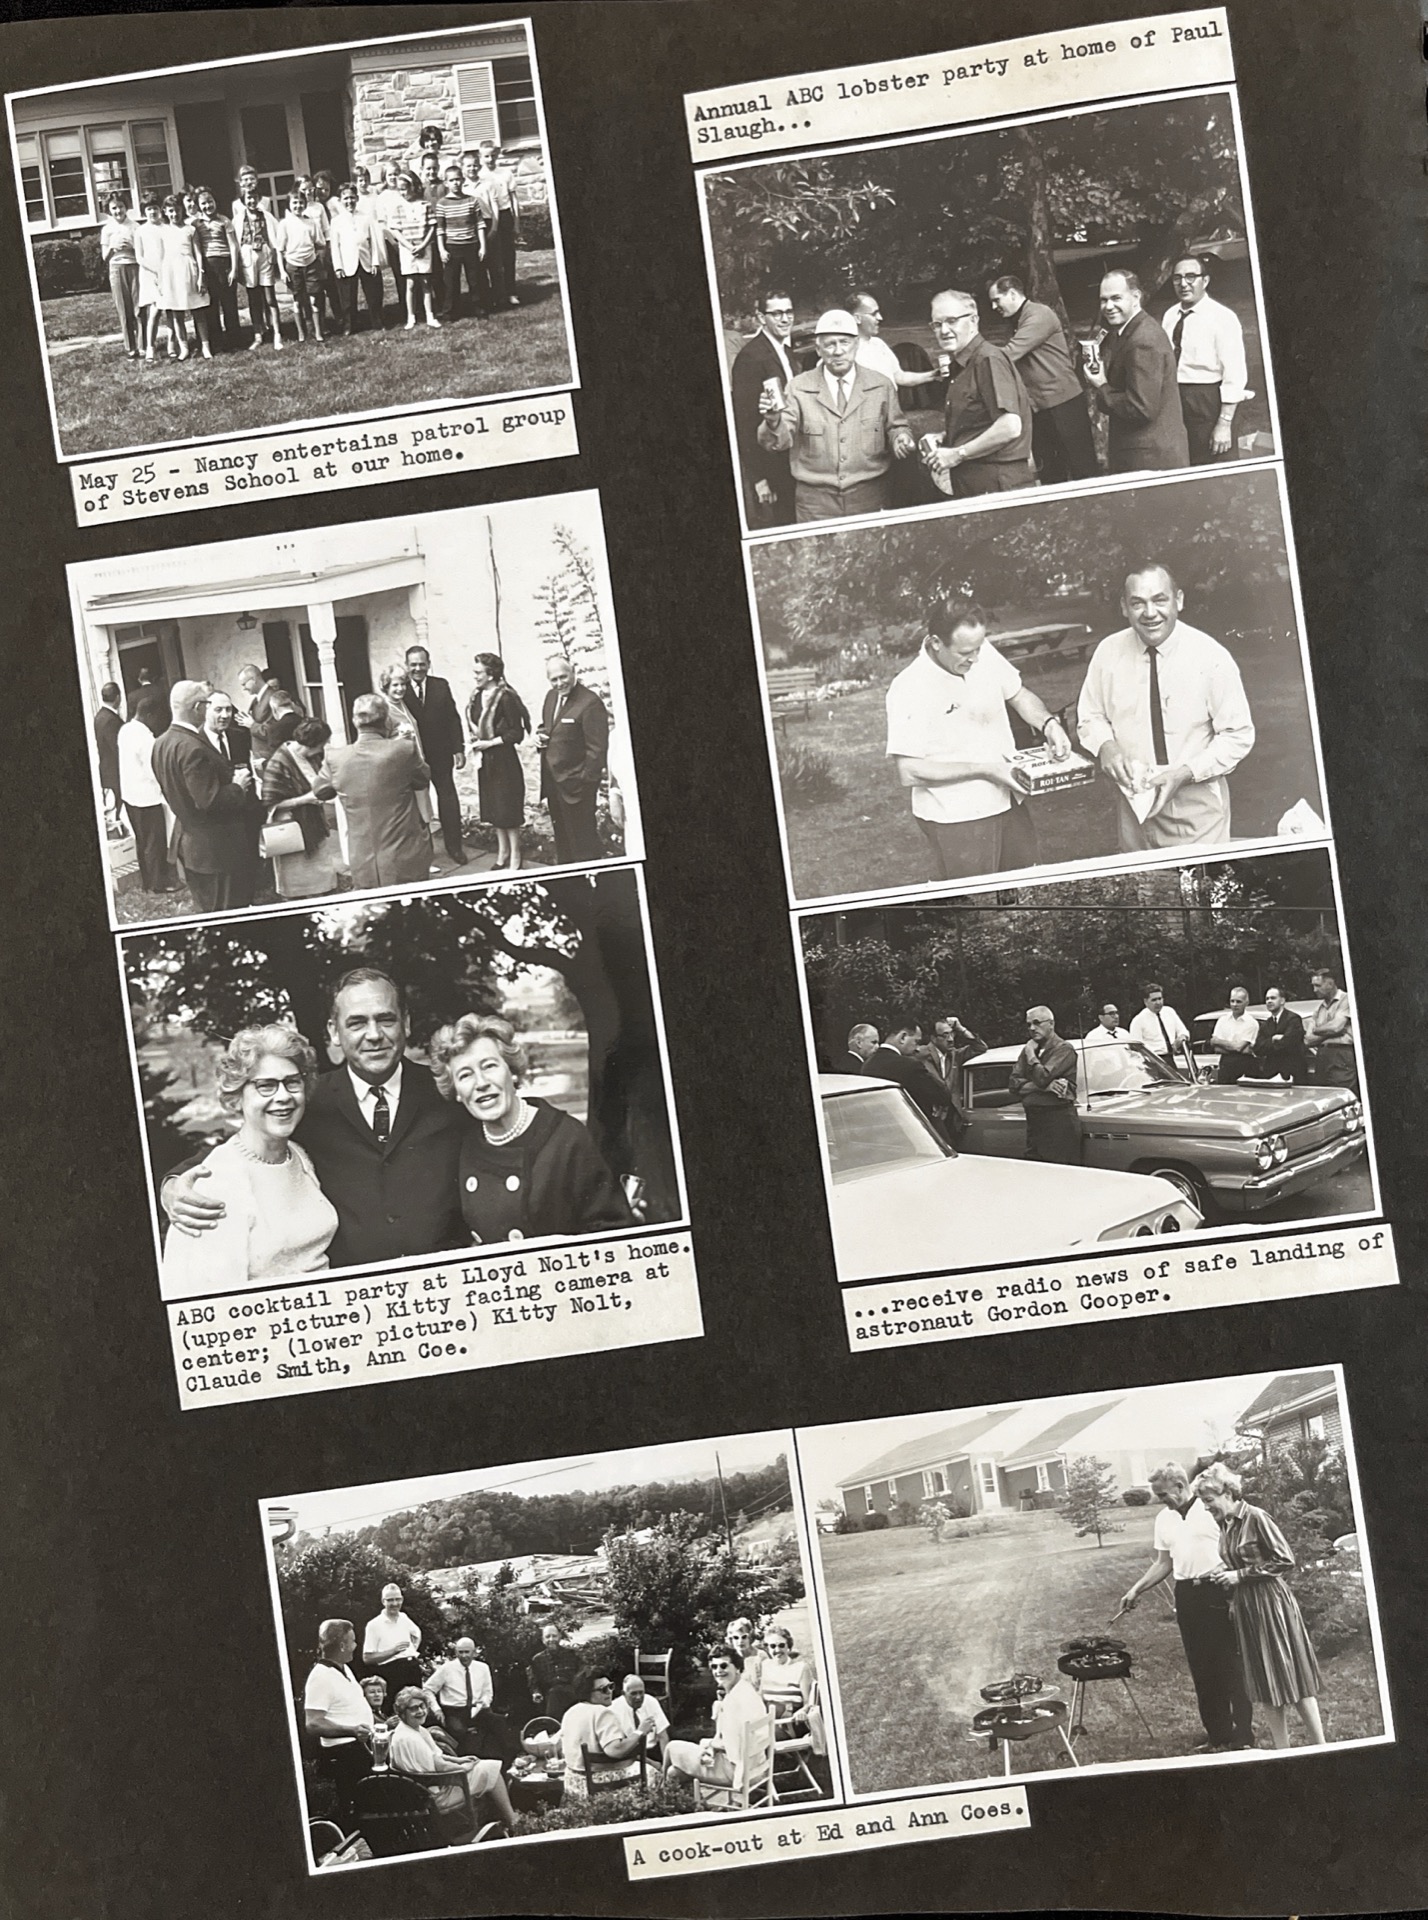 May 25 - Nancy entertains patrol group
of Stevens School at our home.
ABC cocktail party at Lloyd Nolt's home.
(upper picture) Kitty facing camera at
center; (lower picture) Kitty Nolt,
Claude Smith, Ann Coe.
Annual ABC lobster party at home of Paul
Slaugh...
ROI-TAN
ROI-TAN
...receive radio news of safe landing of
astronaut Gordon Cooper.
A cook-out at Ed and Ann Coes.